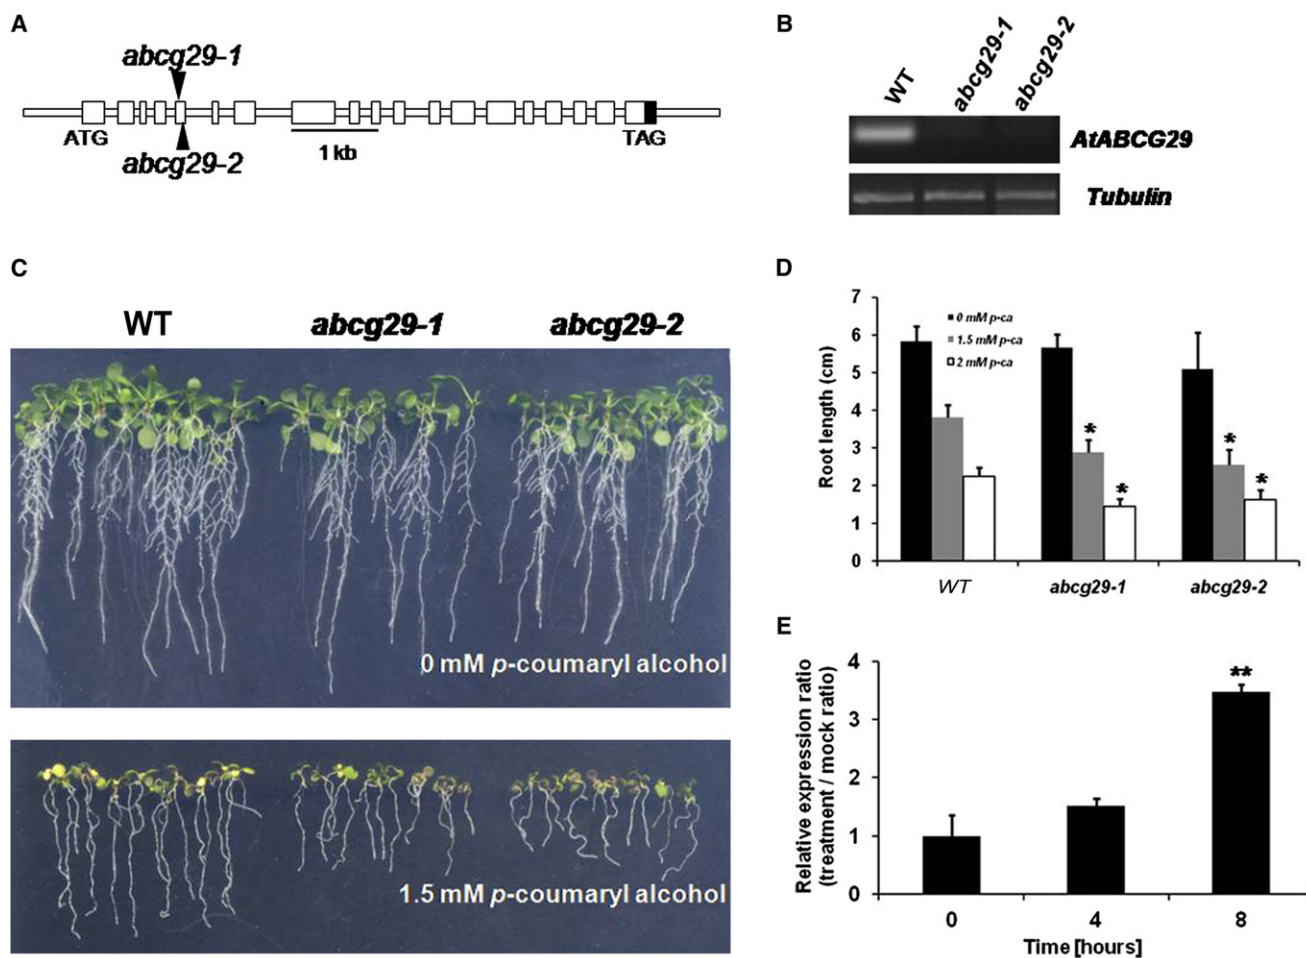 A
abcg29-1
ATG
TAG
abcg29-2
1 kb
B
WT
abcg29-1
abcg29-2
AtABCG29
Tubulin
C
WT abcg29-1 abcg29-2
0 mM p-coumaryl alcohol
1.5 mM p-coumaryl alcohol
D
Root length (cm)
7
6
5
4
3
2
1
0
0 mM p-ca
1.5 mM p-ca
2 mM p-ca
*
*
*
*
WT abcg29-1 abcg29-2
E
Relative expression ratio
(treatment / mock ratio)
4
3
2
1
0
**
0 4 8
Time [hours]